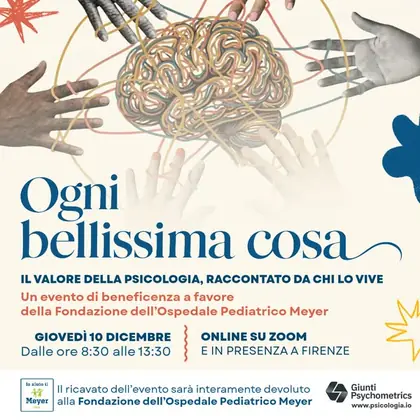 Ogni
bellissima cosa
IL VALORE DELLA PSICOLOGIA, RACCONTATO DA CHI LO VIVE
Un evento di beneficenza a favore
della Fondazione dell'Ospedale Pediatrico Meyer
GIOVEDÌ 10 DICEMBRE
Dalle ore 8:30 alle 13:30
ONLINE SU ZOOM
E IN PRESENZA A FIRENZE
Io aiuto il
Meyer
Il ricavato dell'evento sarà interamente devoluto
alla Fondazione dell'Ospedale Pediatrico Meyer
Giunti
Psychometrics
www.psicologia.io